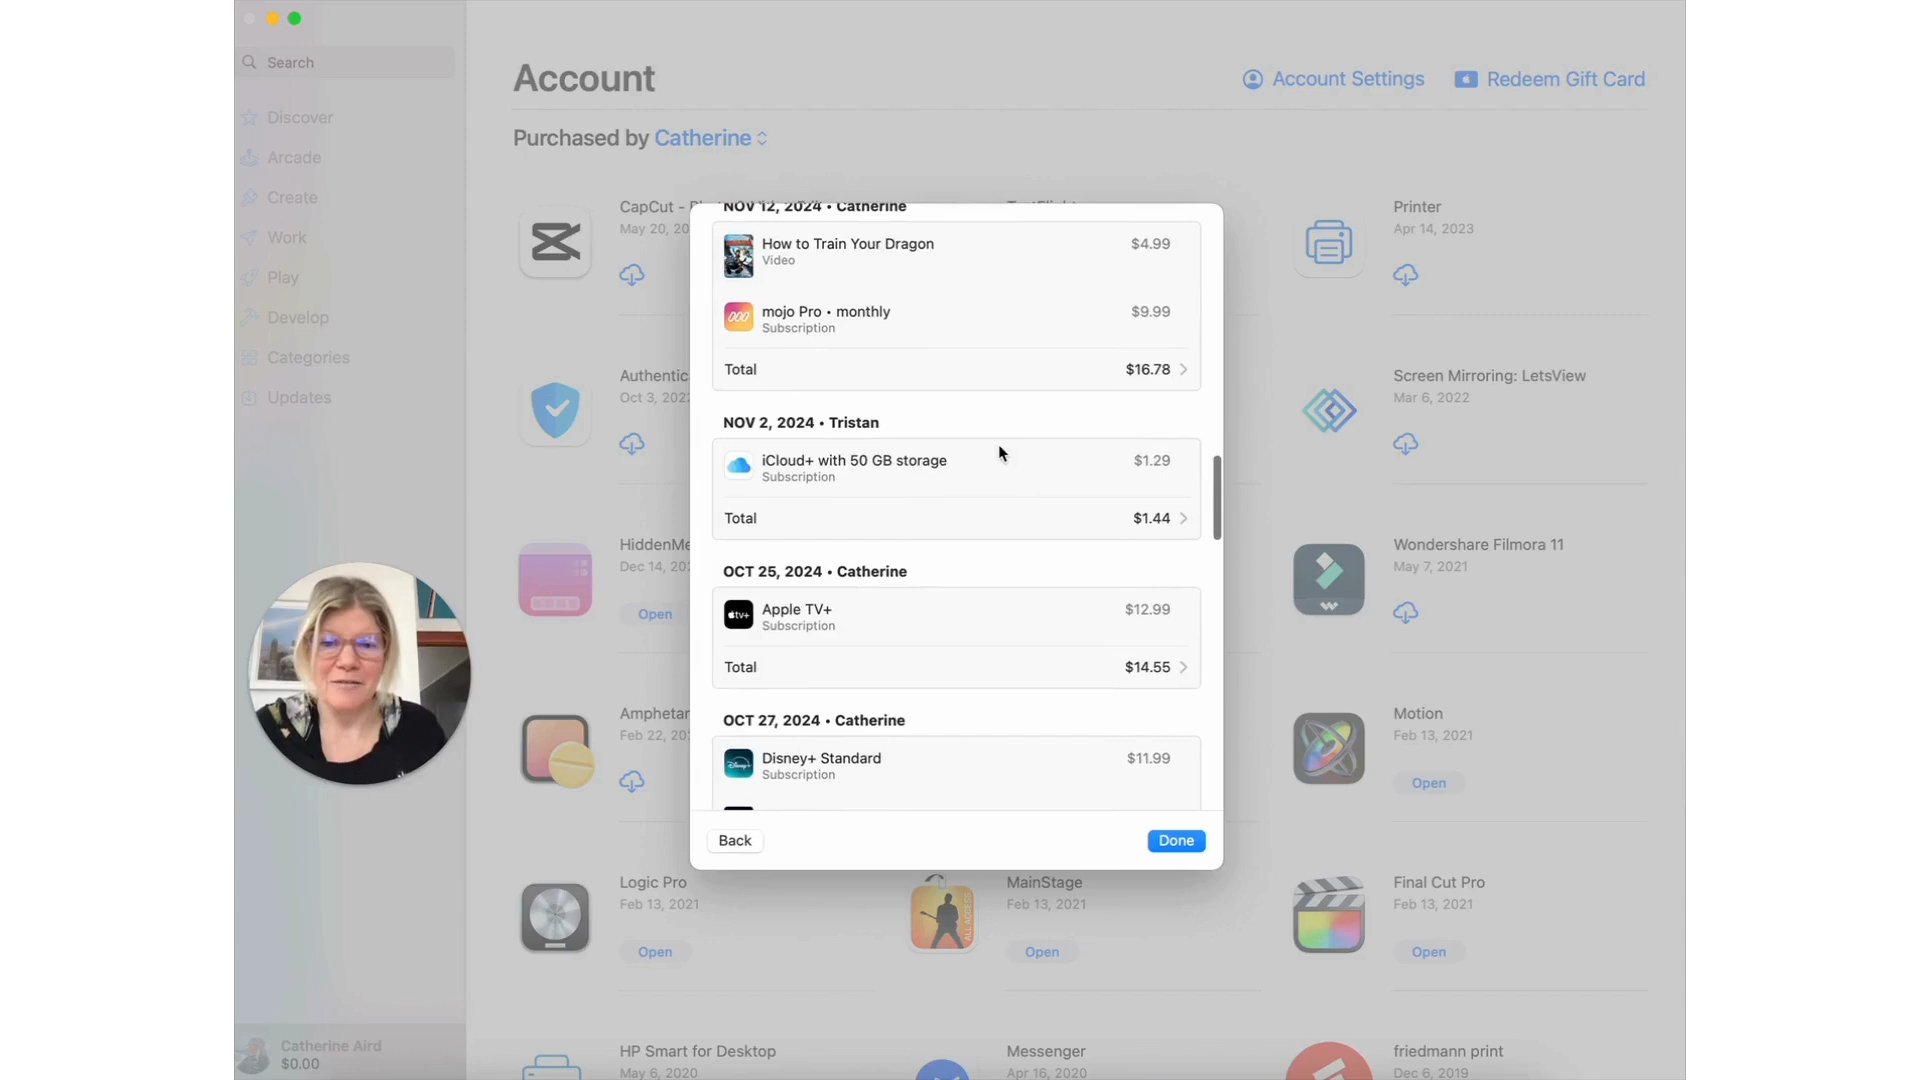 Search
Discover
Arcade
Create
Work
Play
Develop
Categories
Updates
Catherine Aird
$0.00
Account
Account Settings
Redeem Gift Card
Purchased by Catherine
CapCut -
May 20, 20
Printer
Apr 14, 2023
Authentic
Oct 3, 202
Screen Mirroring: LetsView
Mar 6, 2022
HiddenMe
Dec 14, 20
Open
Wondershare Filmora 11
May 7, 2021
Amphetar
Feb 22, 20
Motion
Feb 13, 2021
Open
Logic Pro
Feb 13, 2021
Open
MainStage
Feb 13, 2021
Open
ALL ACCESS
Final Cut Pro
Feb 13, 2021
Open
HP Smart for Desktop
May 6, 2020
Messenger
Apr 16, 2020
friedmann print
Dec 6, 2019
NOV 12, 2024 • Catherine
How to Train Your Dragon $4.99
Video
mojo Pro • monthly $9.99
Subscription
Total $16.78
NOV 2, 2024 • Tristan
iCloud+ with 50 GB storage $1.29
Subscription
Total $1.44
OCT 25, 2024 • Catherine
tv+
Apple TV+ $12.99
Subscription
Total $14.55
OCT 27, 2024 • Catherine
Disney+
Disney+ Standard $11.99
Subscription
Back
Done